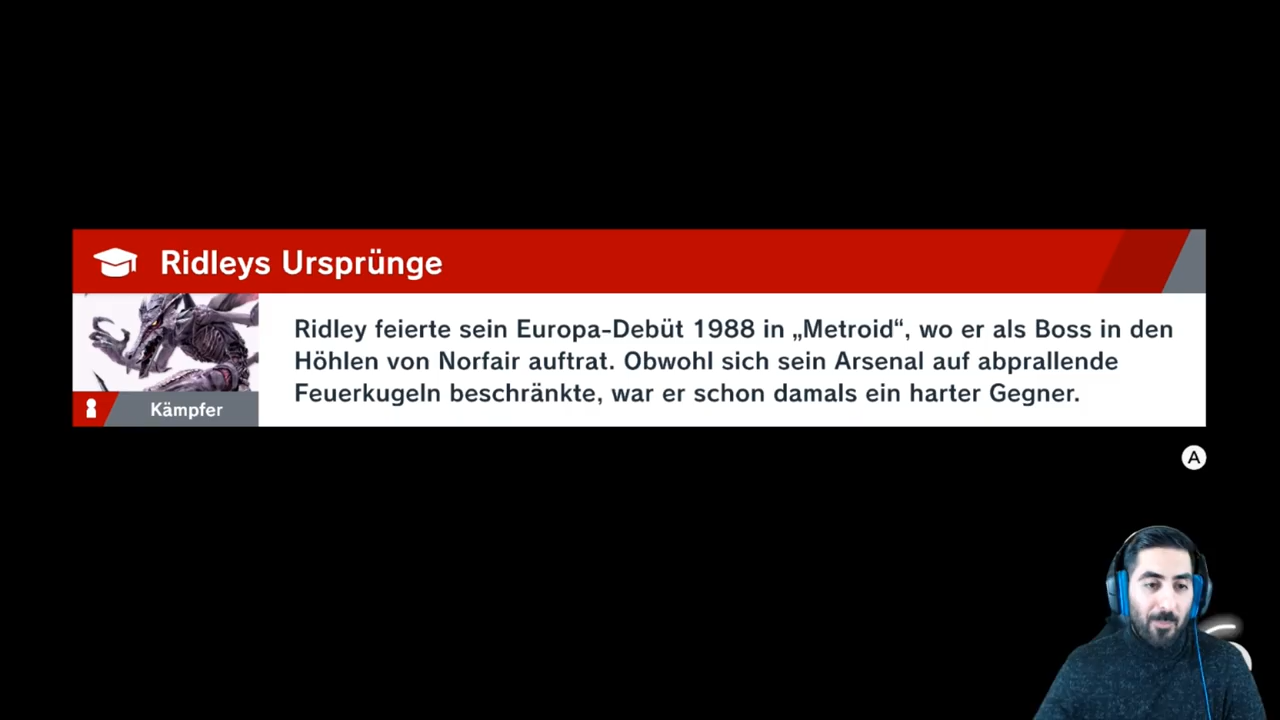 Ridleys Ursprünge
Ridley feierte sein Europa-Debüt 1988 in „Metroid“, wo er als Boss in den
Höhlen von Norfair auftrat. Obwohl sich sein Arsenal auf abprallende
Feuerkugeln beschränkte, war er schon damals ein harter Gegner.
Kämpfer
A